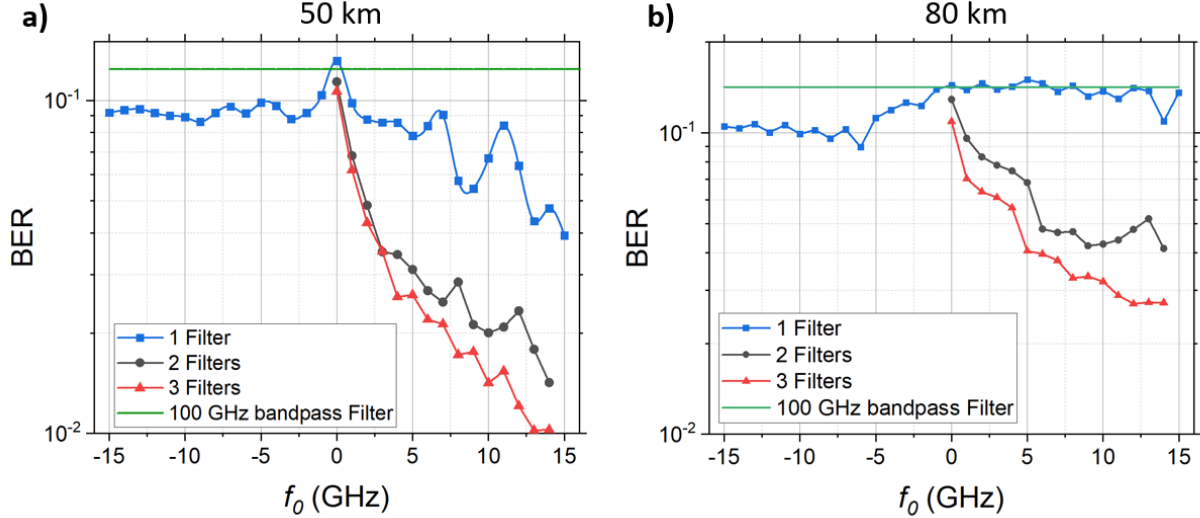 a)
50 km
BER
10⁻¹
10⁻²
1 Filter
2 Filters
3 Filters
100 GHz bandpass Filter
-15 -10 -5 0 5 10 15
f₀ (GHz)
b)
80 km
BER
10⁻¹
10⁻²
1 Filter
2 Filters
3 Filters
100 GHz bandpass Filter
-15 -10 -5 0 5 10 15
f₀ (GHz)